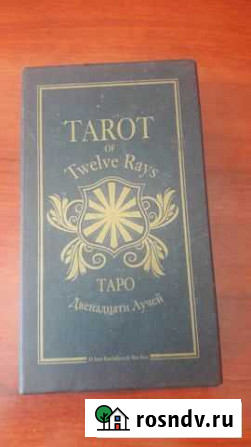 TAROT
OF
Twelve Rays
ТАРО
Двенадцати Лучей
rosndv.ru